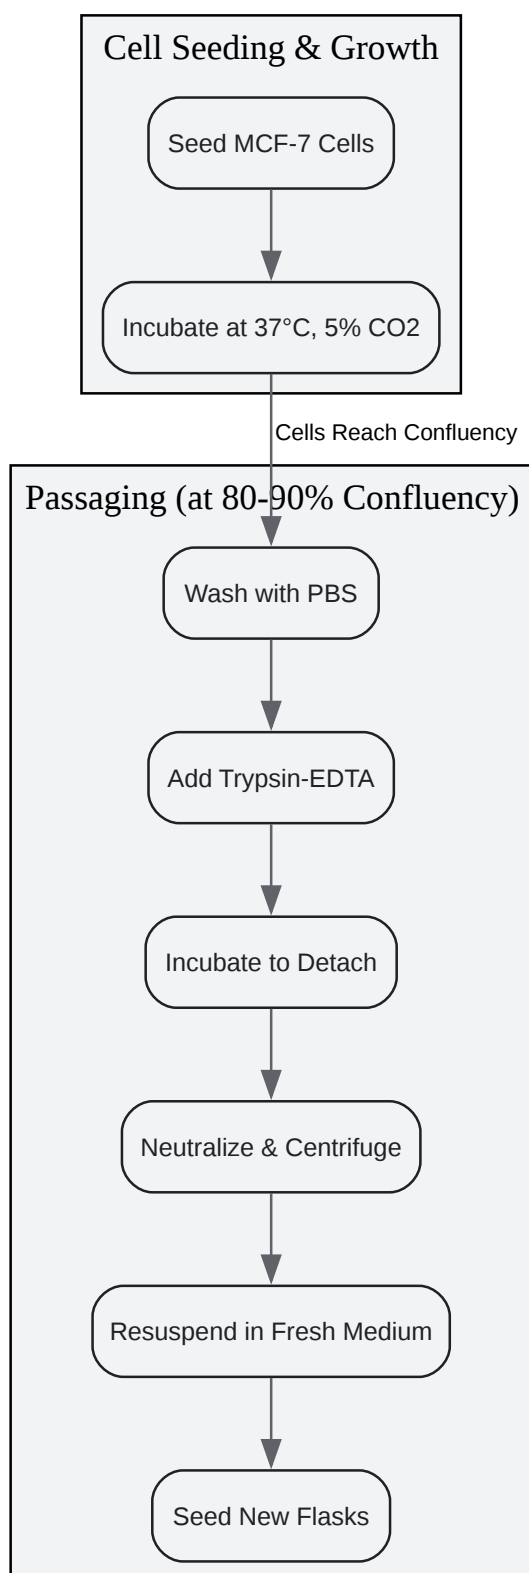 Cell Seeding & Growth
Seed MCF-7 Cells
Incubate at 37°C, 5% CO2
Cells Reach Confluency
Passaging (at 80-90% Confluency)
Wash with PBS
Add Trypsin-EDTA
Incubate to Detach
Neutralize & Centrifuge
Resuspend in Fresh Medium
Seed New Flasks